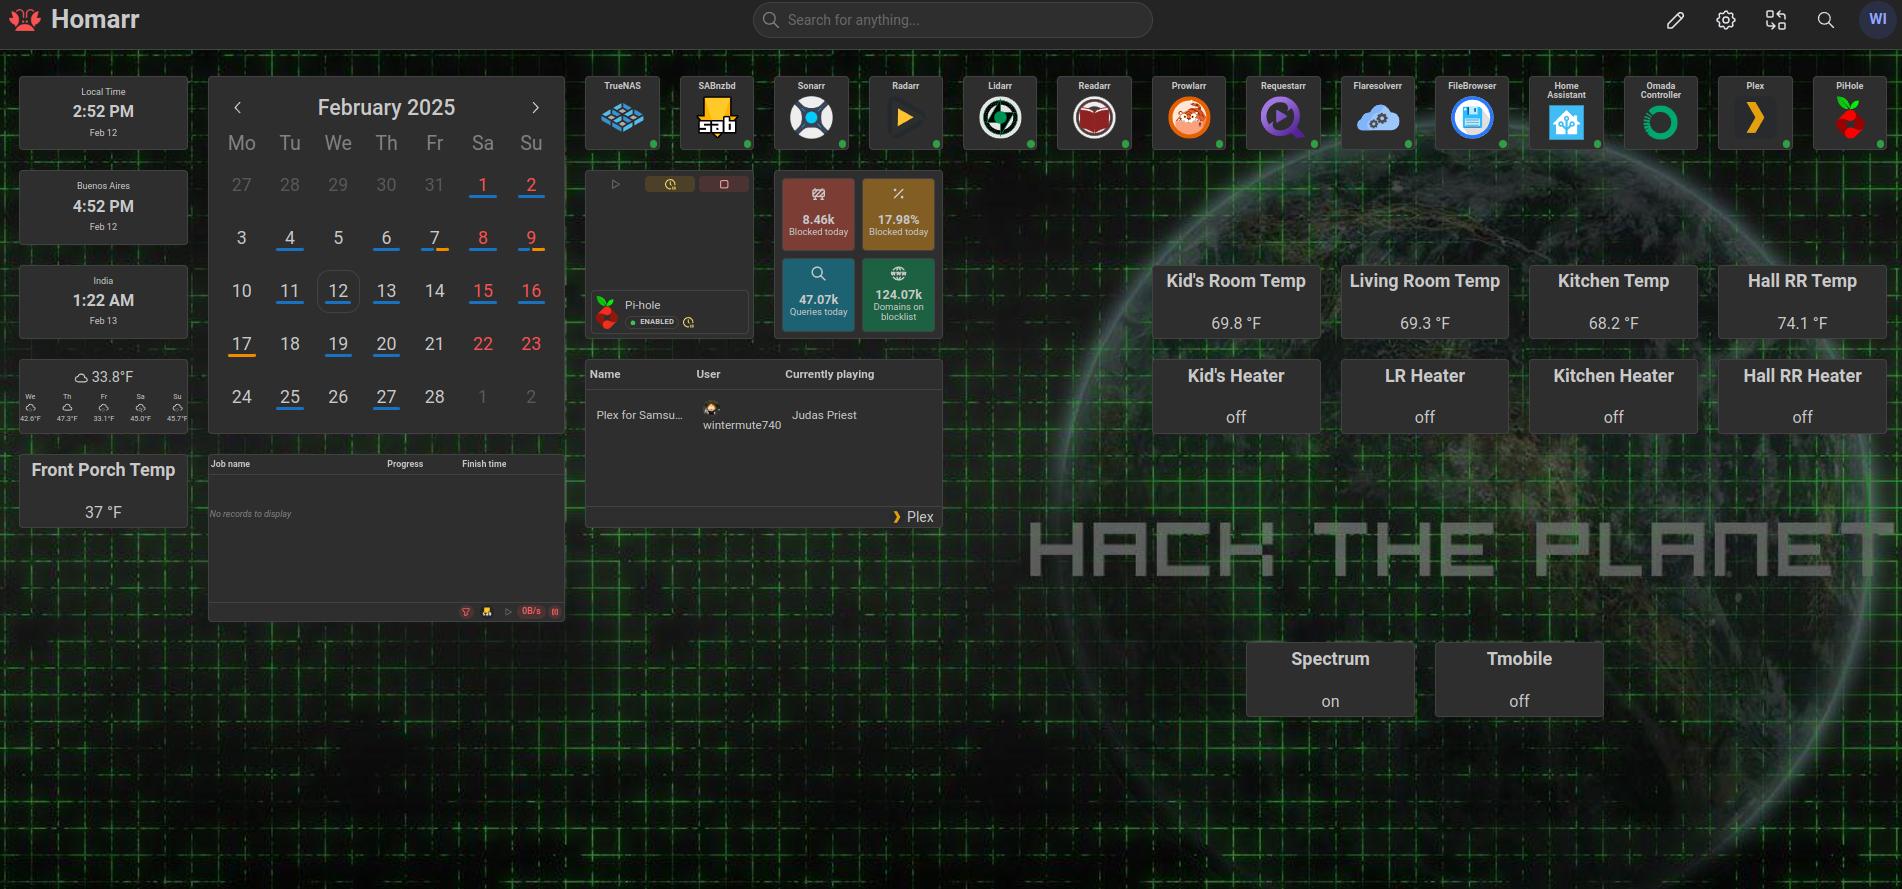 Homarr
Search for anything...
WI
Local Time
2:52 PM
Feb 12
Buenos Aires
4:52 PM
Feb 12
India
1:22 AM
Feb 13
33.8°F
We Th Fr Sa Su
42.6°F 47.3°F 33.1°F 45.0°F 45.7°F
Front Porch Temp
37 °F
February 2025
Mo Tu We Th Fr Sa Su
27 28 29 30 31 1 2
3 4 5 6 7 8 9
10 11 12 13 14 15 16
17 18 19 20 21 22 23
24 25 26 27 28 1 2
Job name Progress Finish time
No records to display
0B/s
TrueNAS
SABnzbd
sab
Sonarr
Radarr
Lidarr
Readarr
Prowlarr
Requestarr
Flaresolverr
FileBrowser
Home
Assistant
Omada
Controller
Plex
PiHole
Pi-hole
ENABLED
8.46k
Blocked today
17.98%
Blocked today
47.07k
Queries today
124.07k
Domains on
blocklist
Name User Currently playing
Plex for Samsu... wintermute740 Judas Priest
Plex
Kid's Room Temp
69.8 °F
Living Room Temp
69.3 °F
Kitchen Temp
68.2 °F
Hall RR Temp
74.1 °F
Kid's Heater
off
LR Heater
off
Kitchen Heater
off
Hall RR Heater
off
HACK THE PLANET
Spectrum
on
Tmobile
off